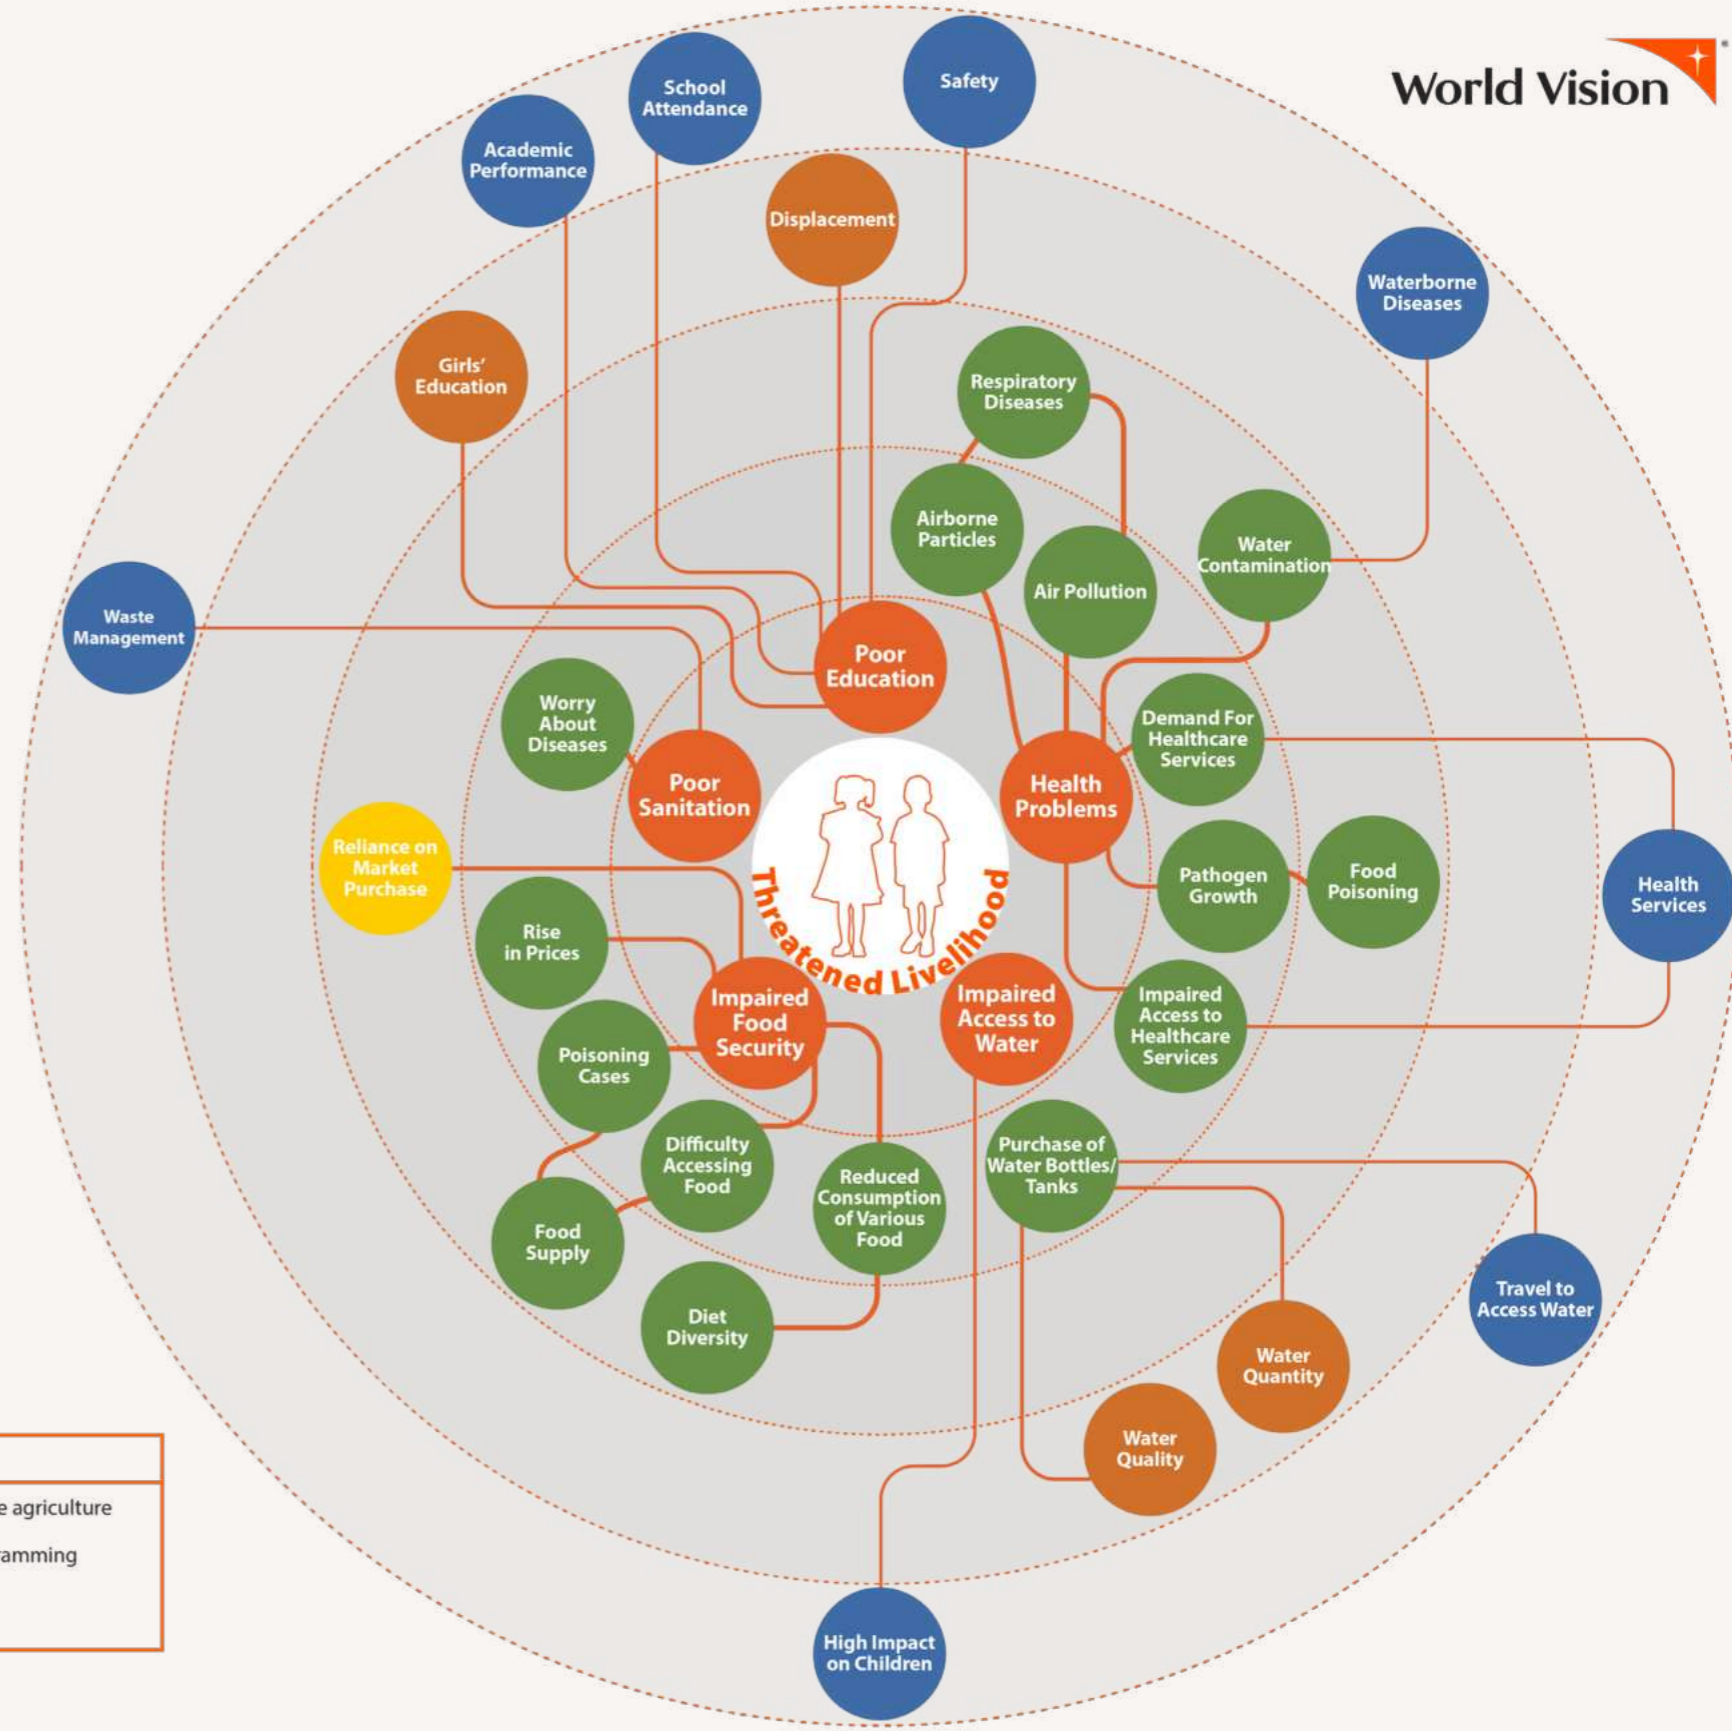 World Vision
School
Attendance
Safety
Academic
Performance
Displacement
Waterborne
Diseases
Girls'
Education
Respiratory
Diseases
Airborne
Particles
Water
Contamination
Air Pollution
Waste
Management
Poor
Education
Worry
About
Diseases
Demand For
Healthcare
Services
Poor
Sanitation
Health
Problems
Reliance on
Market
Purchase
Pathogen
Growth
Food
Poisoning
Health
Services
Threatened Livelihood
Rise
in Prices
Impaired
Food
Security
Impaired
Access to
Water
Impaired
Access to
Healthcare
Services
Poisoning
Cases
Difficulty
Accessing
Food
Reduced
Consumption
of Various
Food
Purchase of
Water Bottles/
Tanks
Food
Supply
Diet
Diversity
Travel to
Access Water
Water
Quantity
Water
Quality
e agriculture
amming
High Impact
on Children